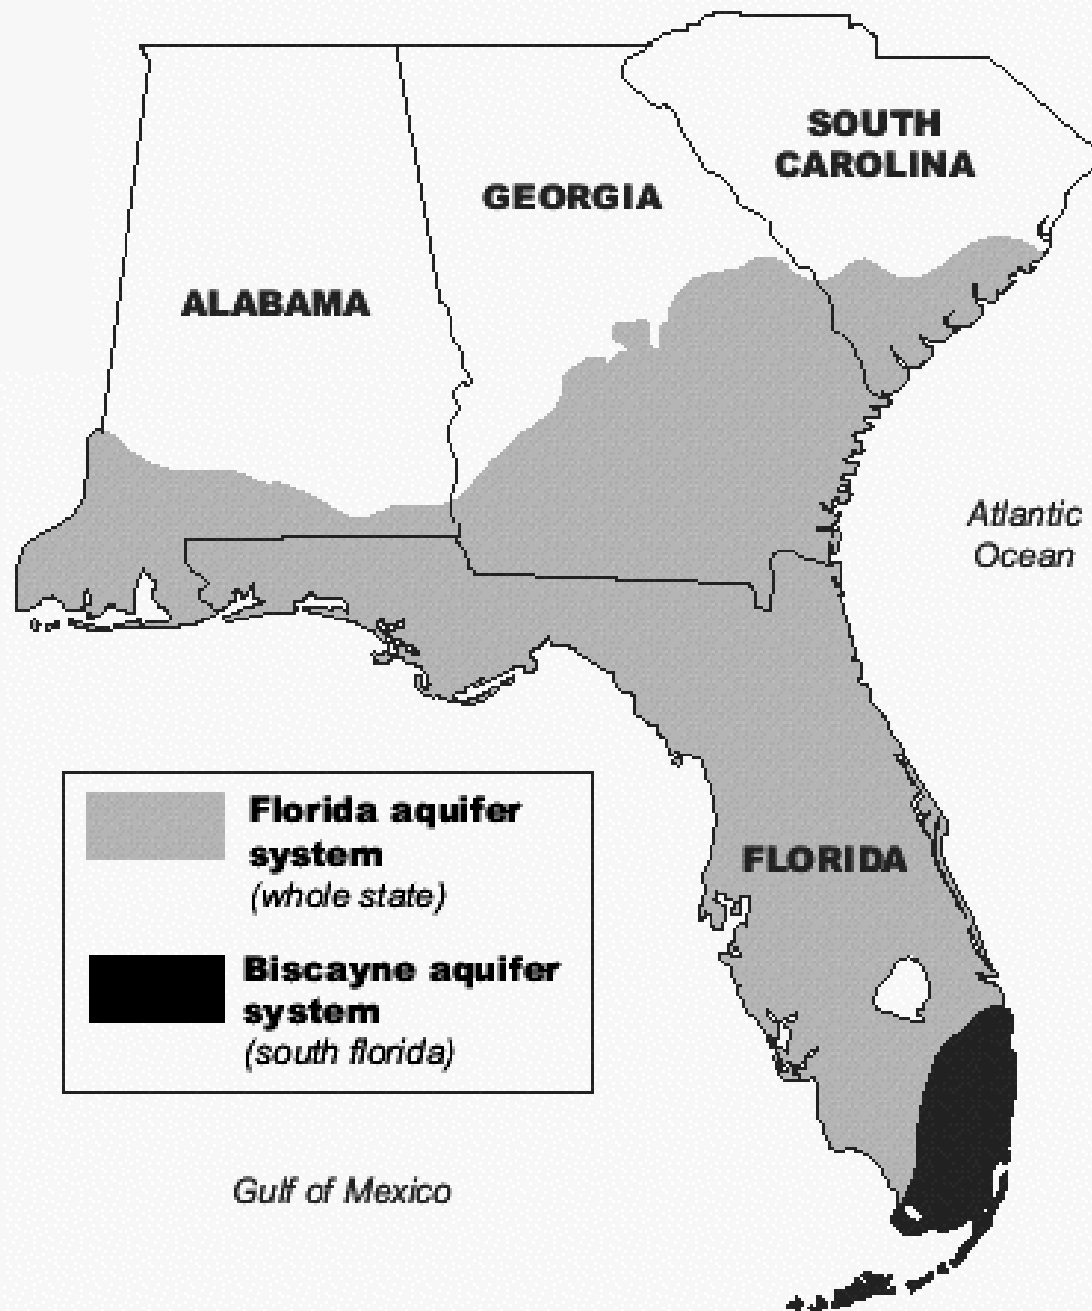 SOUTH
CAROLINA
GEORGIA
ALABAMA
Atlantic
Ocean
Florida aquifer
system
(whole state)
FLORIDA
Biscayne aquifer
system
(south florida)
Gulf of Mexico